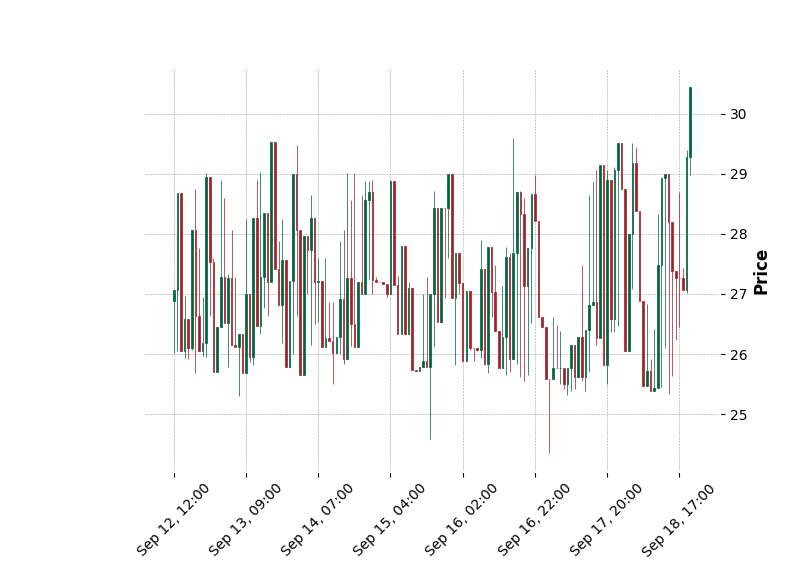 30
29
28
27
26
25
Price
Sep 12, 12:00
Sep 13, 09:00
Sep 14, 07:00
Sep 15, 04:00
Sep 16, 02:00
Sep 16, 22:00
Sep 17, 20:00
Sep 18, 17:00